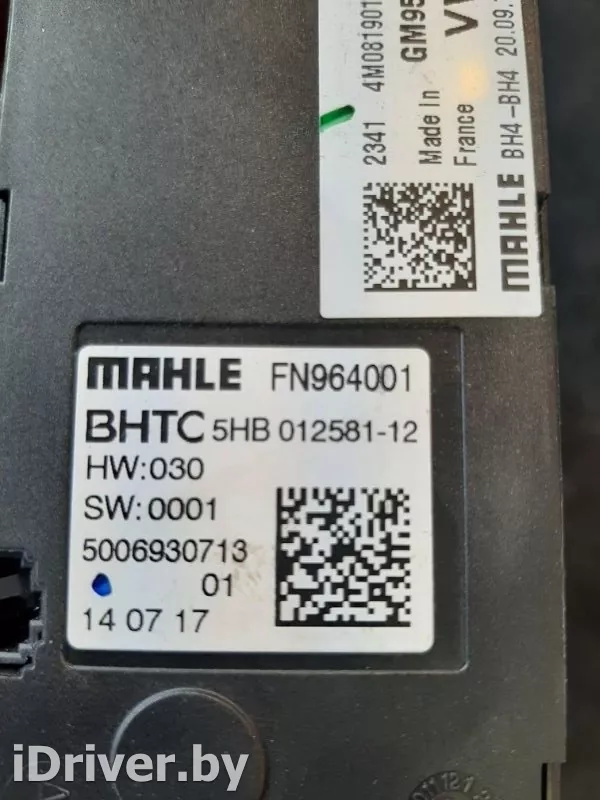 2341 4M0819011
Made In GM95
France
MAHLE BH4-BH4 20.09.
MAHLE FN964001
BHTC 5HB 012581-12
HW:030
SW:0001
5006930713
01
14 07 17
iDriver.by